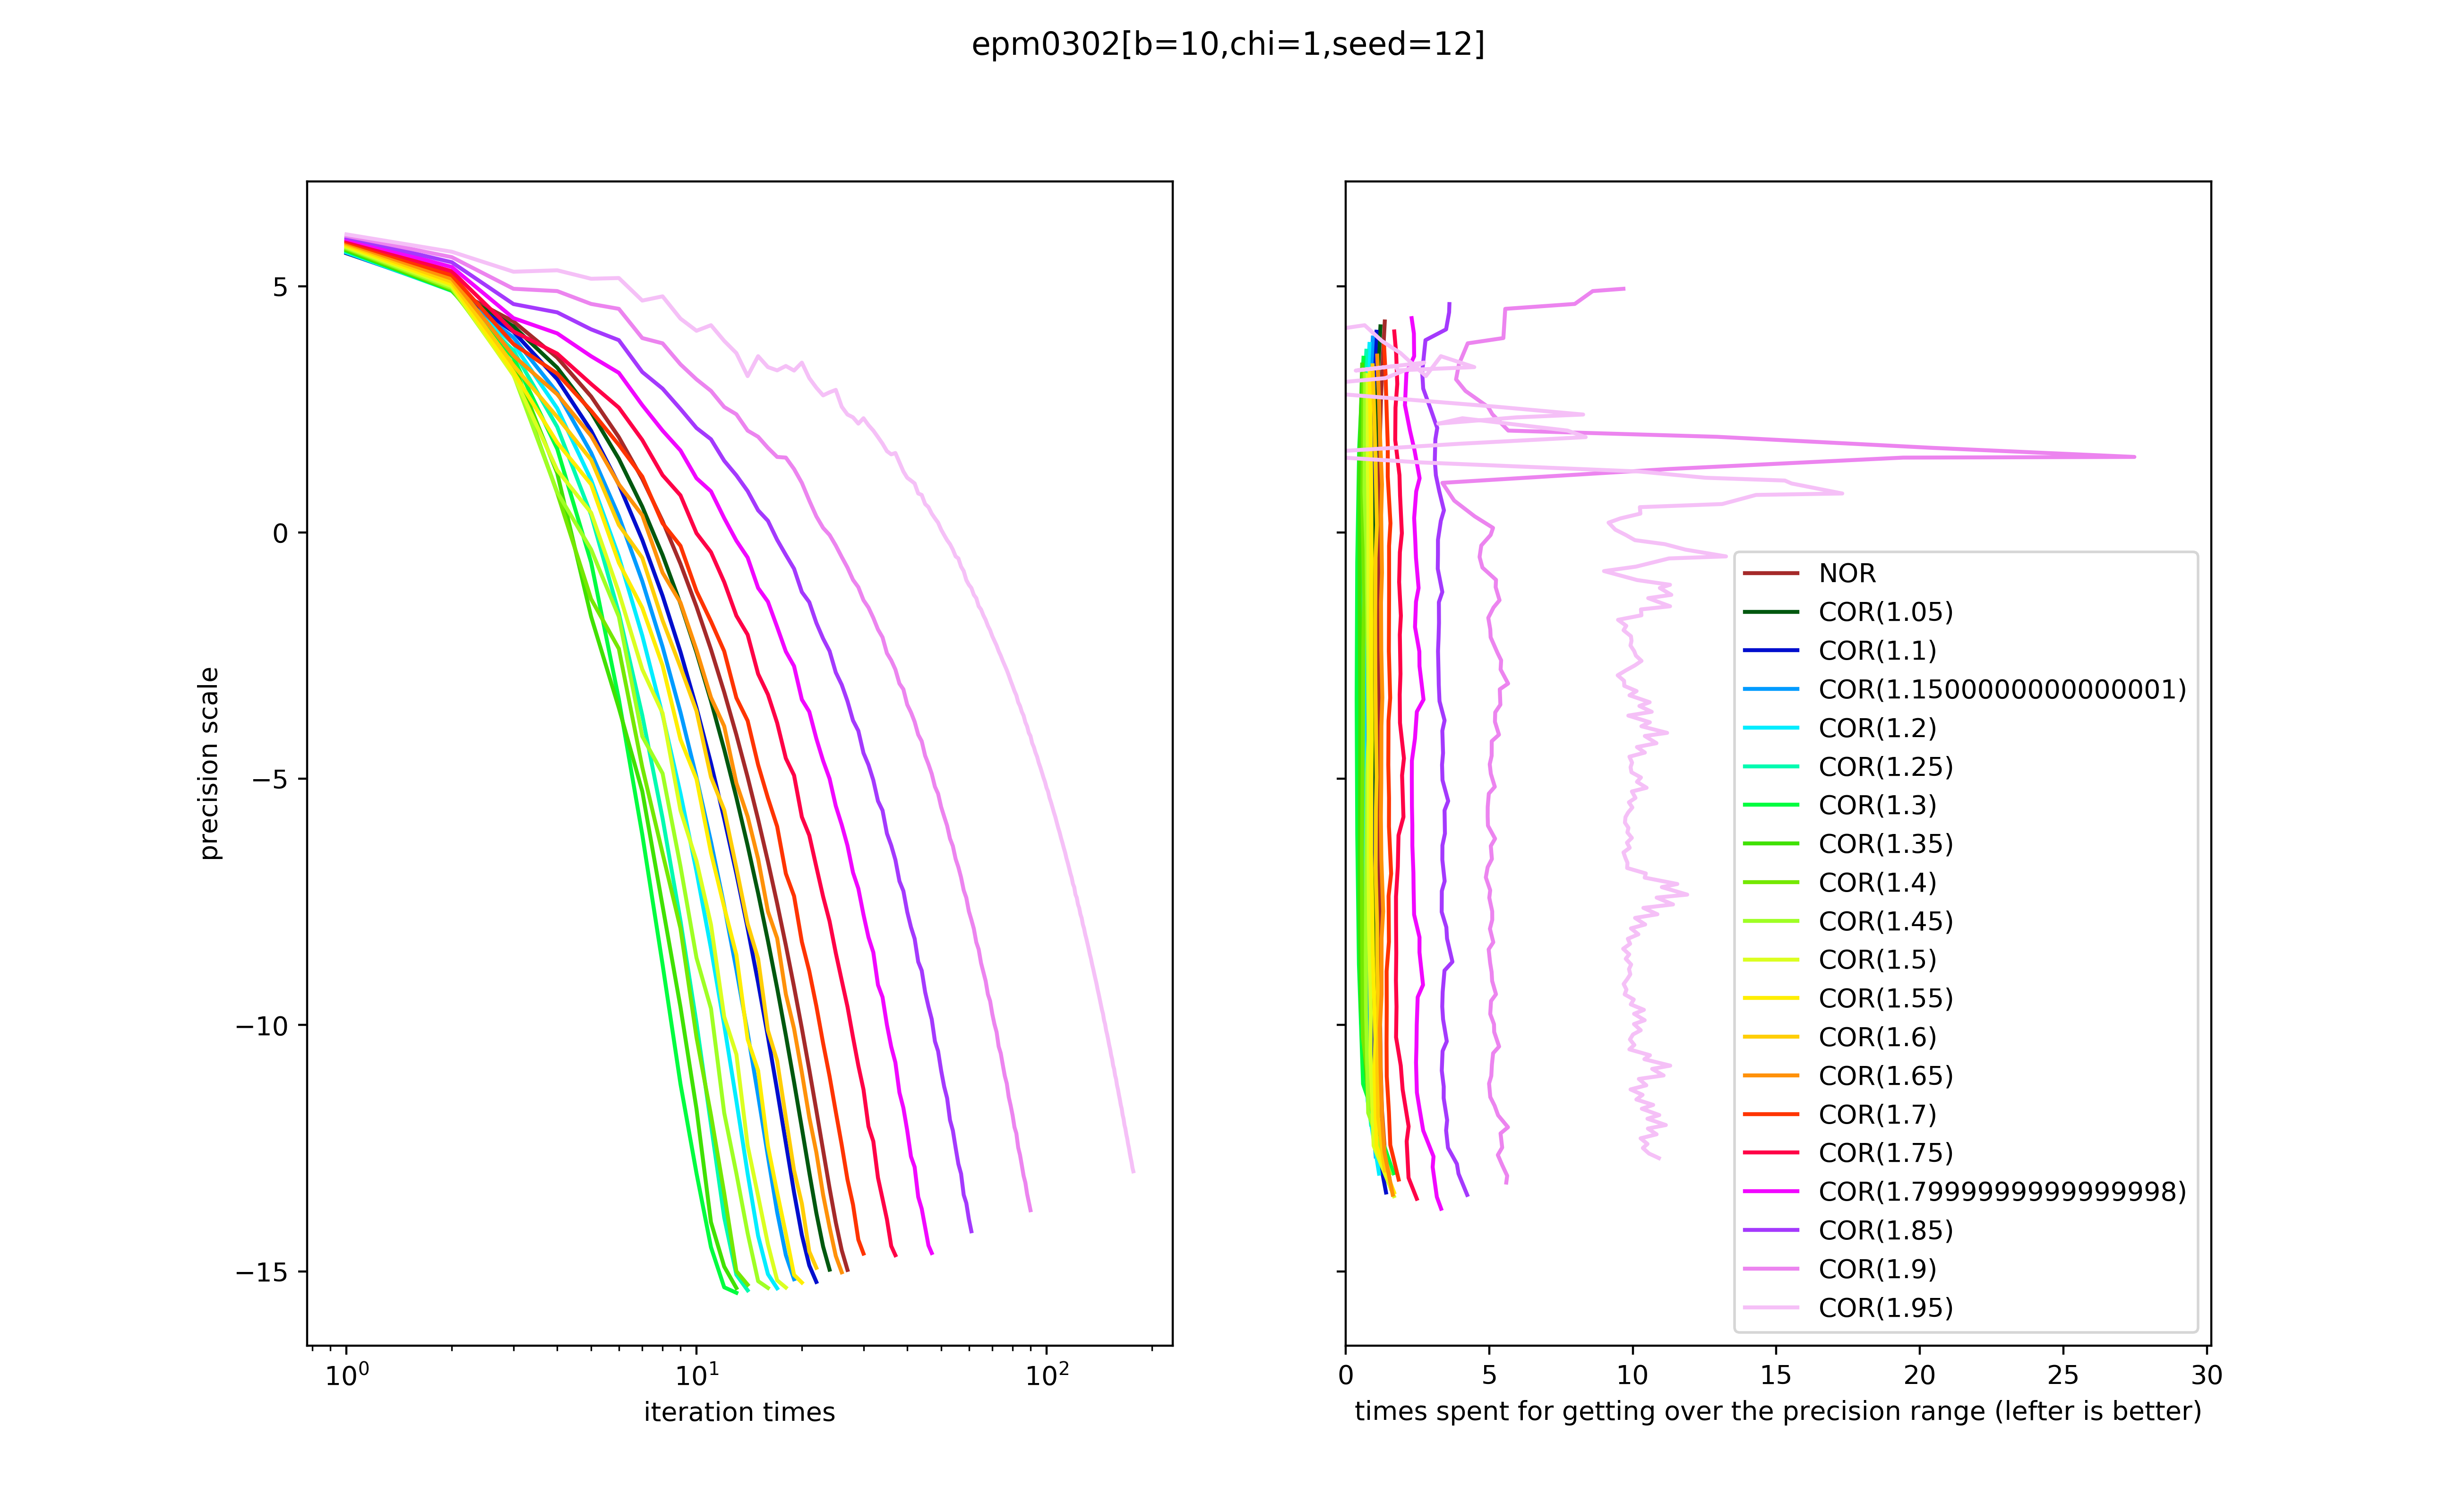 epm0302[b=10,chi=1,seed=12]
precision scale
5
0
−5
−10
−15
10^0
10^1
10^2
iteration times
0
5
10
15
20
25
30
times spent for getting over the precision range (lefter is better)
NOR
COR(1.05)
COR(1.1)
COR(1.1500000000000001)
COR(1.2)
COR(1.25)
COR(1.3)
COR(1.35)
COR(1.4)
COR(1.45)
COR(1.5)
COR(1.55)
COR(1.6)
COR(1.65)
COR(1.7)
COR(1.75)
COR(1.7999999999999998)
COR(1.85)
COR(1.9)
COR(1.95)